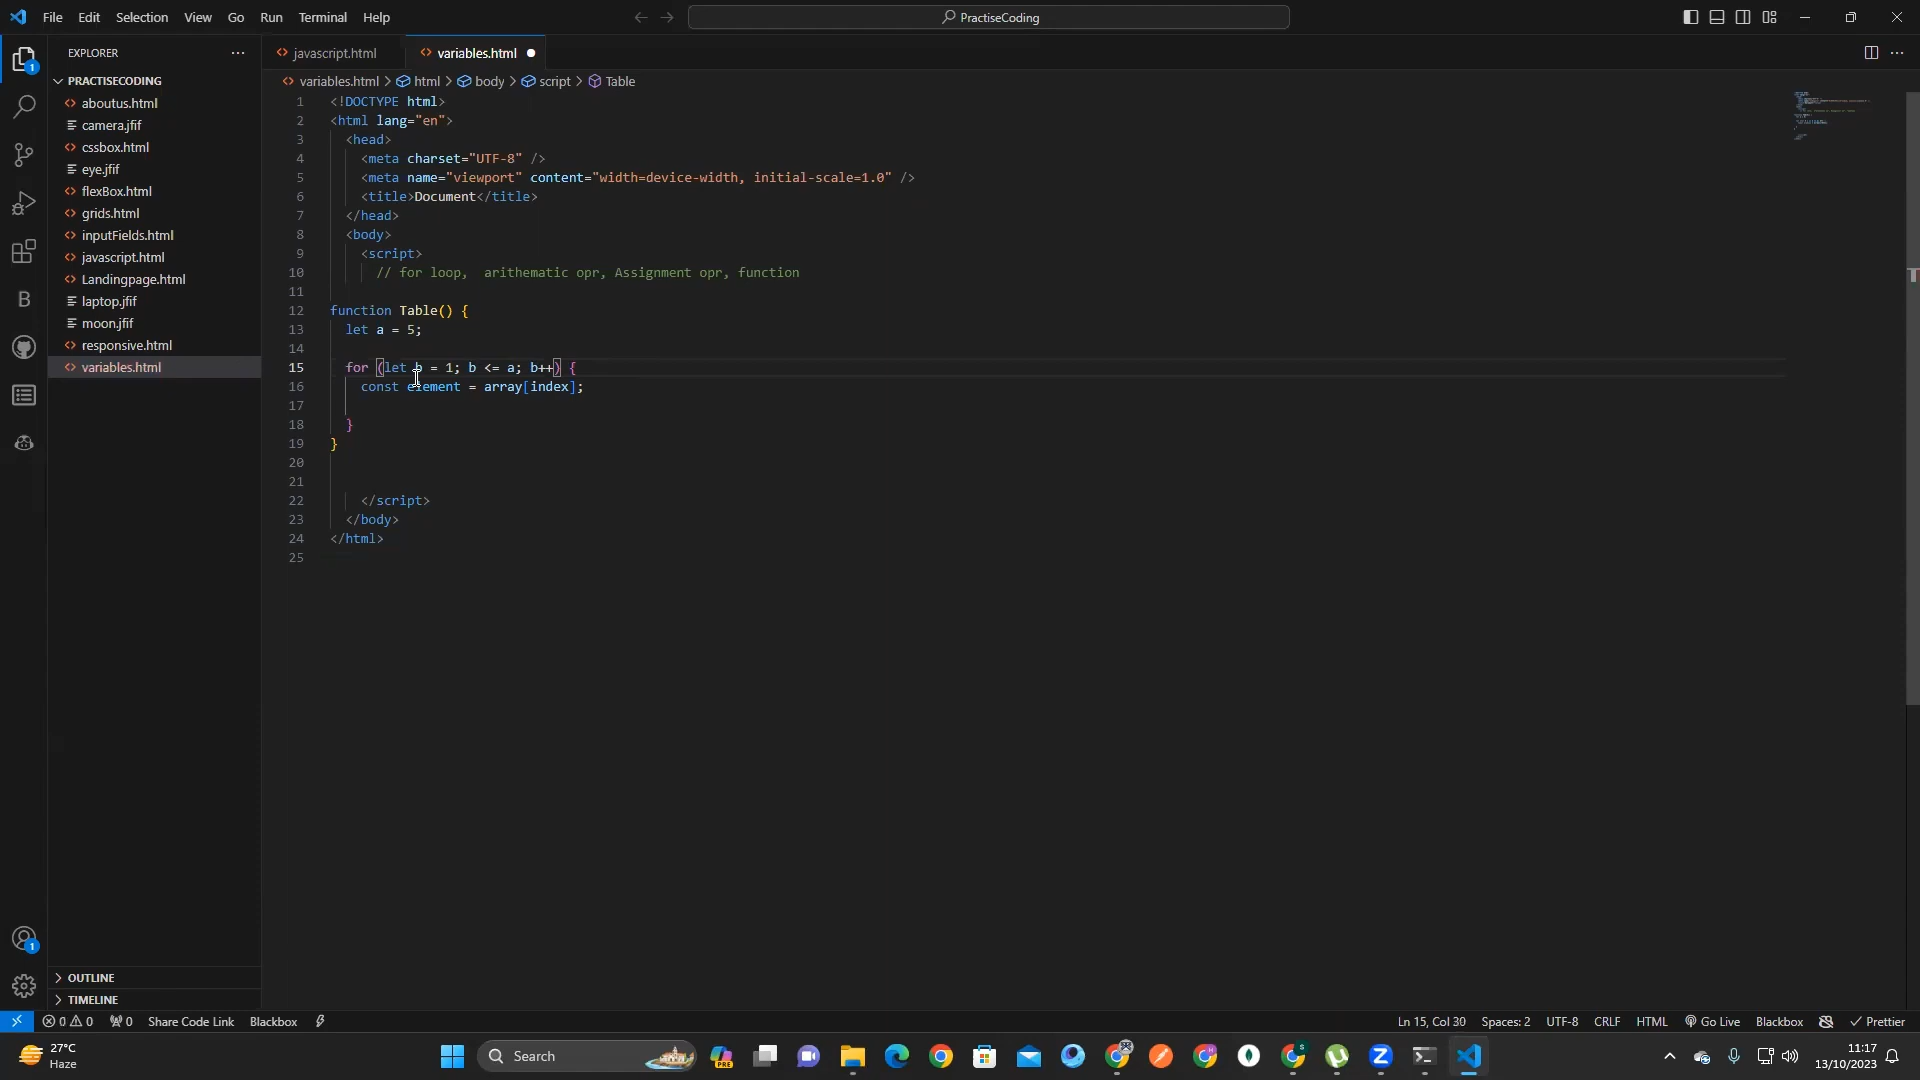 File Edit Selection View Go Run Terminal Help
PractiseCoding
EXPLORER
PRACTISECODING
aboutus.html
camera.jfif
cssbox.html
eye.jfif
flexBox.html
grids.html
inputFields.html
javascript.html
Landingpage.html
laptop.jfif
moon.jfif
responsive.html
variables.html
OUTLINE
TIMELINE
javascript.html variables.html
variables.html > html > body > script > Table
1 <!DOCTYPE html>
2 <html lang="en">
3 <head>
4 <meta charset="UTF-8" />
5 <meta name="viewport" content="width=device-width, initial-scale=1.0" />
6 <title>Document</title>
7 </head>
8 <body>
9 <script>
10 // for loop,  arithematic opr, Assignment opr, function
11
12 function Table() {
13 let a = 5;
14
15 for (let b = 1; b <= a; b++) {
16 const element = array[index];
17
18 }
19 }
20
21
22 </script>
23 </body>
24 </html>
25
0 0 0 Share Code Link Blackbox Ln 15, Col 30 Spaces: 2 UTF-8 CRLF HTML Go Live Blackbox Prettier
27°C
Haze
Search
PRE
11:17
13/10/2023